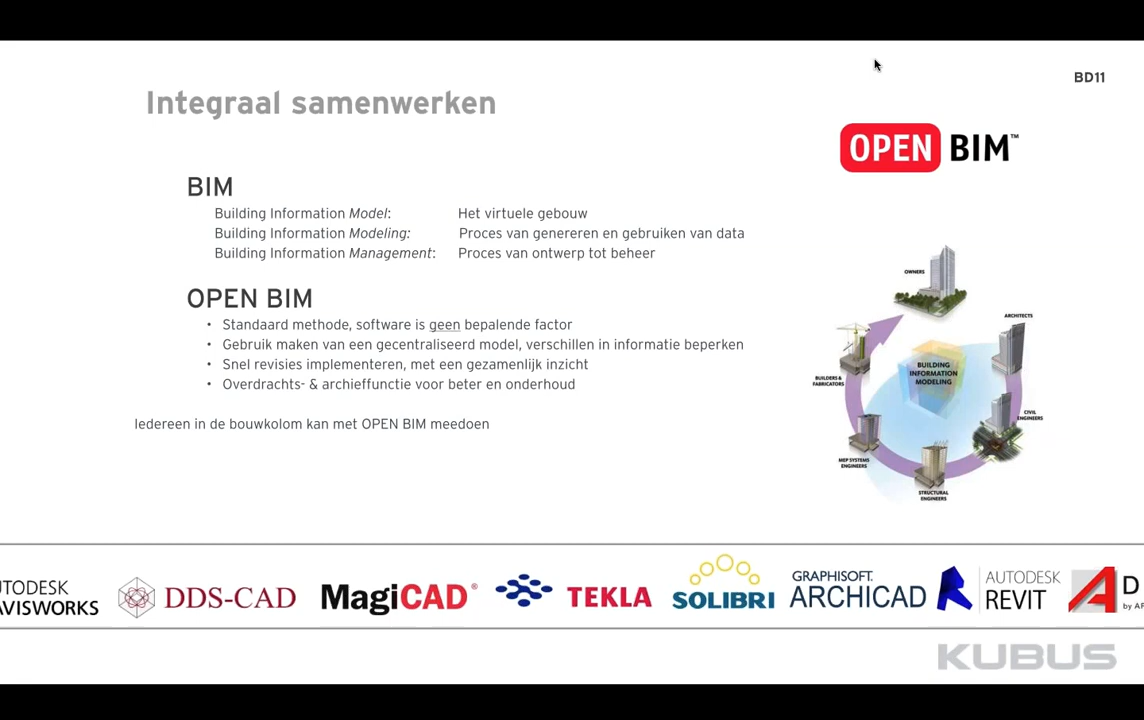 BD11
Integraal samenwerken
OPEN BIM™
BIM
Building Information Model: Het virtuele gebouw
Building Information Modeling: Proces van genereren en gebruiken van data
Building Information Management: Proces van ontwerp tot beheer
OPEN BIM
• Standaard methode, software is geen bepalende factor
• Gebruik maken van een gecentraliseerd model, verschillen in informatie beperken
• Snel revisies implementeren, met een gezamenlijk inzicht
• Overdrachts- & archieffunctie voor beter en onderhoud
Iedereen in de bouwkolom kan met OPEN BIM meedoen
OWNERS
ARCHITECTS
BUILDING
INFORMATION
MODELING
BUILDERS &
FABRICATORS
CIVIL
ENGINEERS
MEP SYSTEMS
ENGINEERS
STRUCTURAL
ENGINEERS
UTODESK
AVISWORKS
DDS-CAD
MagiCAD®
TEKLA
SOLIBRI
GRAPHISOFT.
ARCHICAD
AUTODESK
REVIT
D
by AF
KUBUS